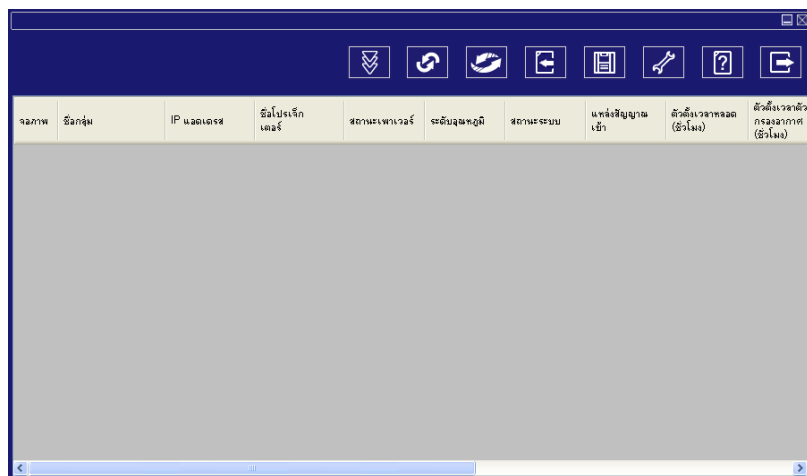 จอภาพ
ชื่อกลุ่ม
IP แอดเดรส
ชื่อโปรเจ็ก
เตอร์
สถานะเพาเวอร์
ระดับอุณหภูมิ
สถานะระบบ
แหล่งสัญญาณ
เข้า
ตัวตั้งเวลาหลอด
(ชั่วโมง)
ตัวตั้งเวลาตัว
กรองอากาศ
(ชั่วโมง)